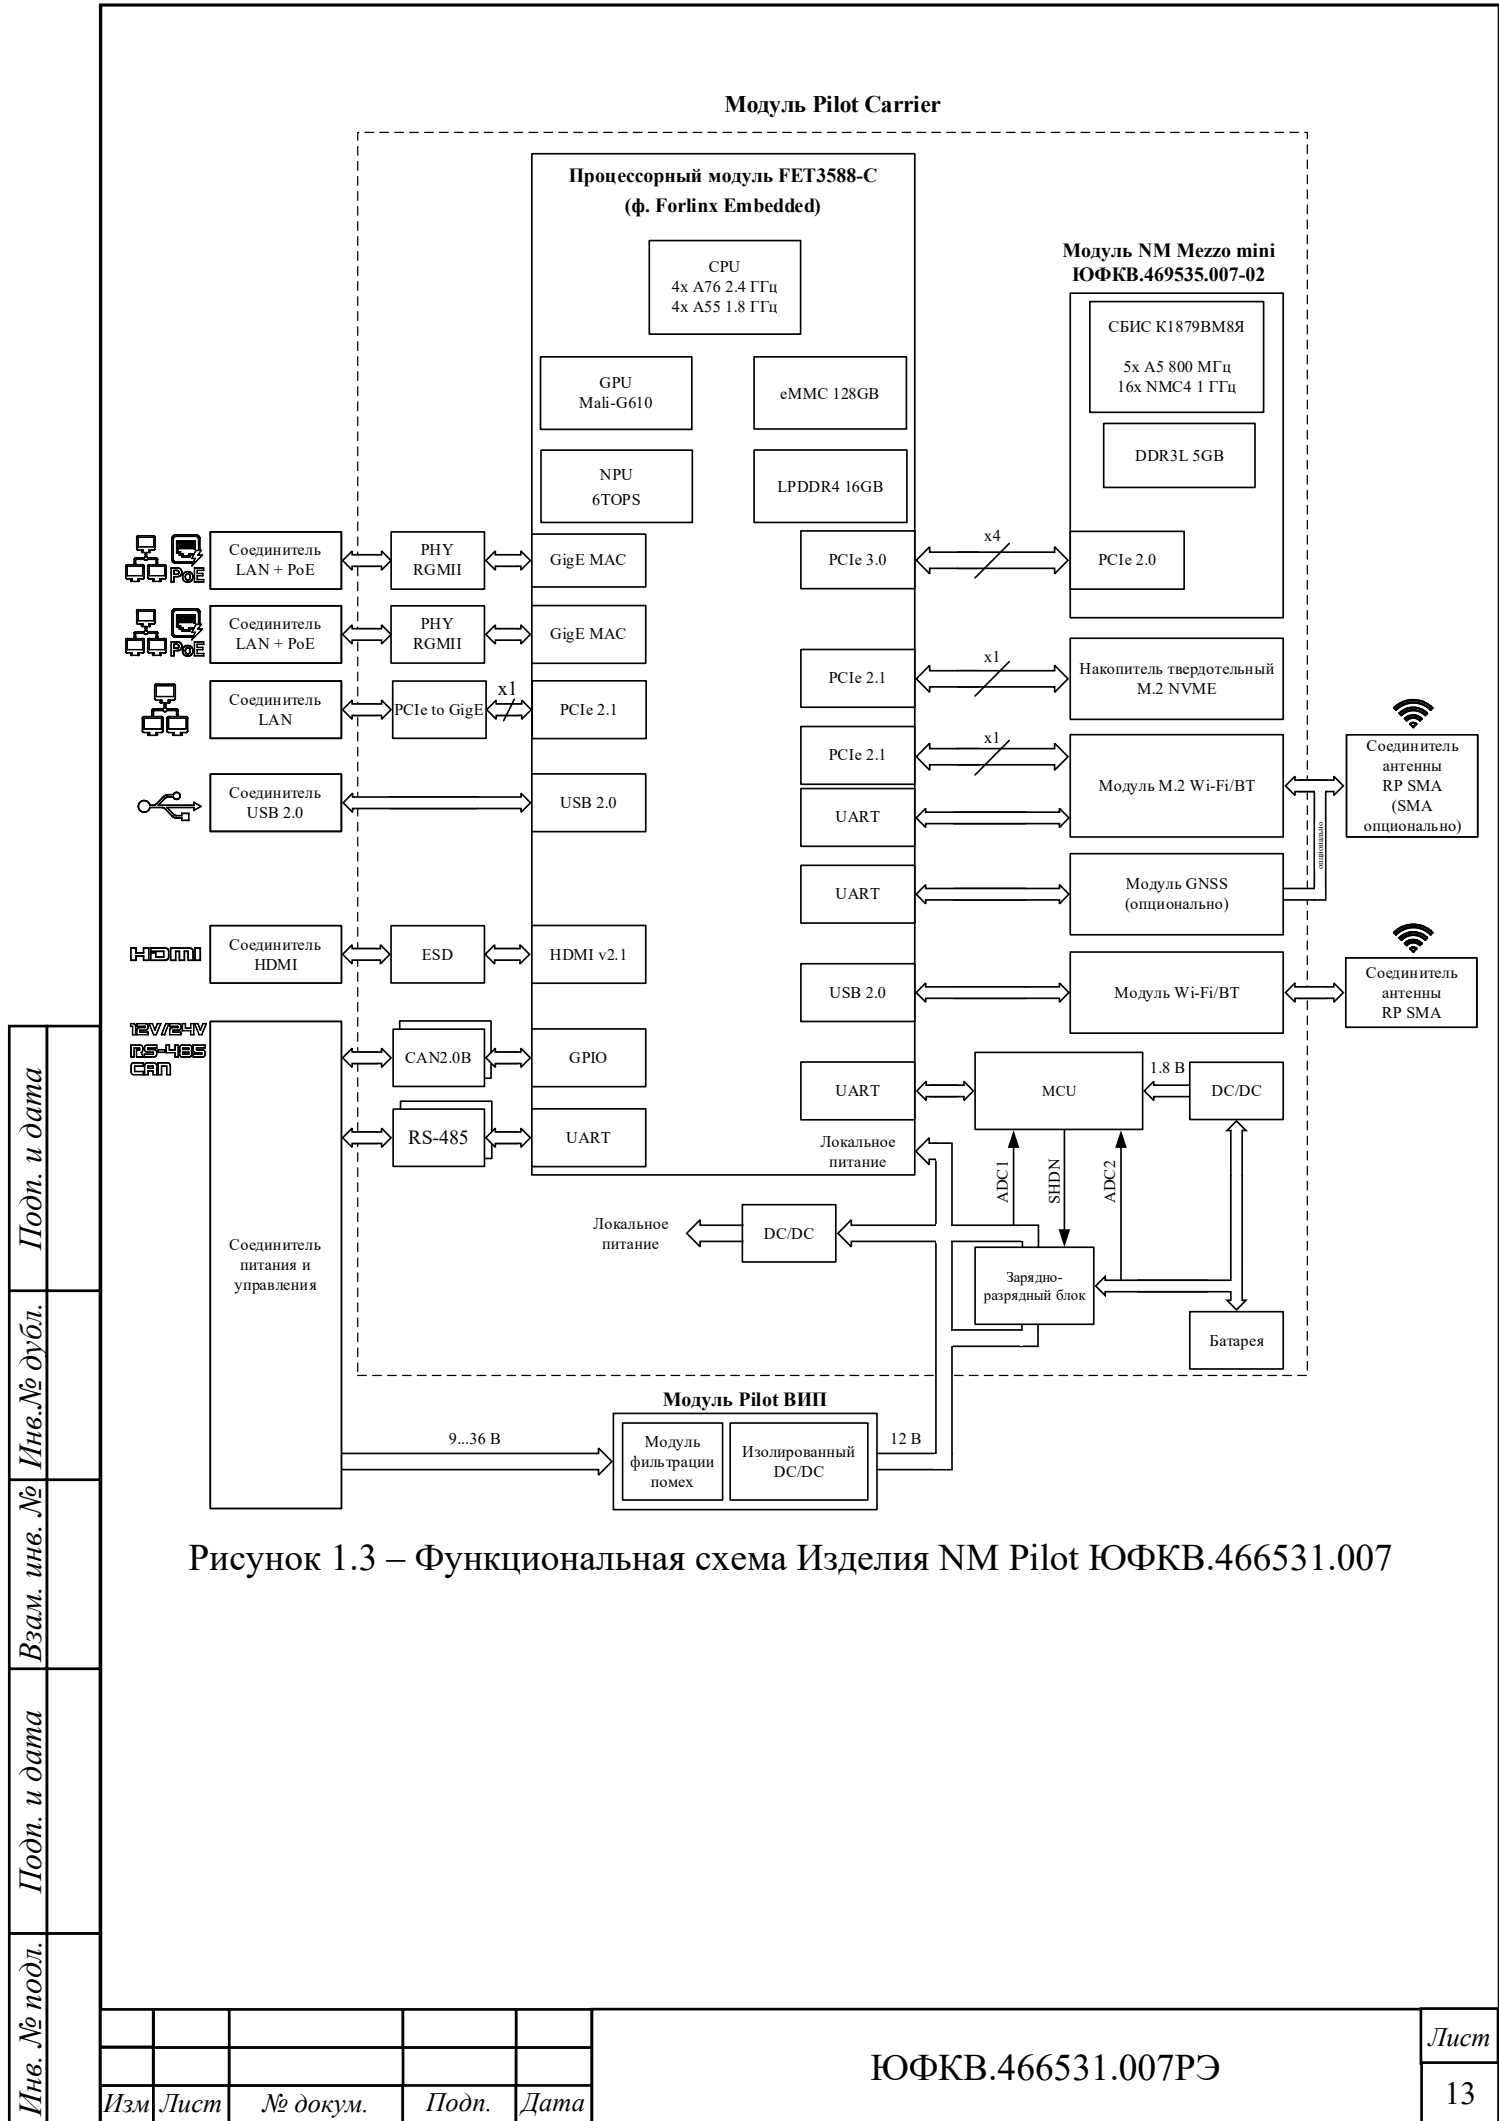 Модуль Pilot Carrier
Процессорный модуль FET3588-C
(ф. Forlinx Embedded)
CPU
4x A76 2.4 ГГц
4x A55 1.8 ГГц
GPU
Mali-G610
eMMC 128GB
NPU
6TOPS
LPDDR4 16GB
Модуль NM Mezzo mini
ЮФКВ.469535.007-02
СБИС К1879ВМ8Я
5x A5 800 МГц
16x NMC4 1 ГГц
DDR3L 5GB
PoE
Соединитель
LAN + PoE
PHY
RGMII
GigE MAC
PCIe 3.0
x4
PCIe 2.0
PoE
Соединитель
LAN + PoE
PHY
RGMII
GigE MAC
PCIe 2.1
x1
Накопитель твердотельный
M.2 NVME
Соединитель
LAN
PCIe to GigE
x1
PCIe 2.1
PCIe 2.1
x1
Модуль M.2 Wi-Fi/BT
Соединитель
антенны
RP SMA
(SMA
опционально)
Соединитель
USB 2.0
USB 2.0
UART
опционально
UART
Модуль GNSS
(опционально)
HDMI
Соединитель
HDMI
ESD
HDMI v2.1
USB 2.0
Модуль Wi-Fi/BT
Соединитель
антенны
RP SMA
12V/24V
RS-485
CAN
CAN2.0B
GPIO
UART
MCU
1.8 В
DC/DC
RS-485
UART
Локальное
питание
ADC1
SHDN
ADC2
Соединитель
питания и
управления
Локальное
питание
DC/DC
Зарядно-
разрядный блок
Батарея
Модуль Pilot ВИП
9...36 В
Модуль
фильтрации
помех
Изолированный
DC/DC
12 В
Рисунок 1.3 – Функциональная схема Изделия NM Pilot ЮФКВ.466531.007
Подп. и дата
Инв.№ дубл.
Взам. инв. №
Подп. и дата
Инв. № подл.
Изм Лист № докум. Подп. Дата
ЮФКВ.466531.007РЭ
Лист
13